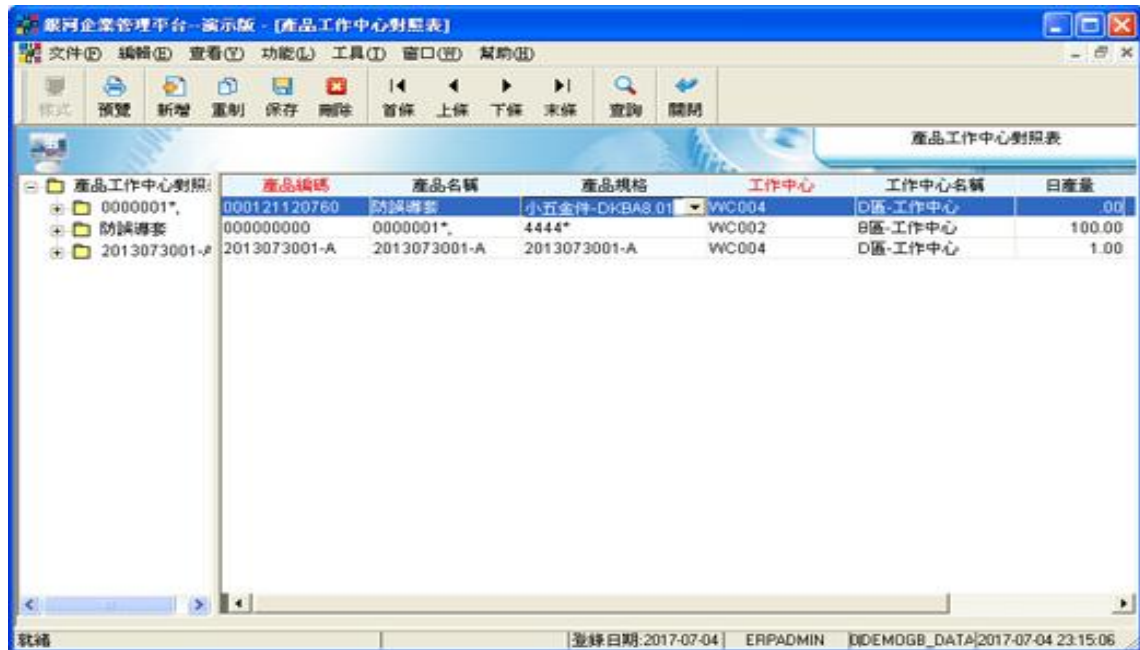 銀河企業管理平台--演示版 - [產品工作中心對照表]
文件(F) 編輯(E) 查看(Y) 功能(L) 工具(T) 窗口(W) 幫助(H)
樣式 預覽 新增 重制 保存 刪除 首條 上條 下條 末條 查詢 關閉
產品工作中心對照表
產品工作中心對照 產品編碼 產品名稱 產品規格 工作中心 工作中心名稱 日產量
0000001*, 000121120760 防誤導套 小五金件-DKBA8.01 WC004 D區-工作中心 .00
防誤導套 000000000 0000001*, 4444* WC002 B區-工作中心 100.00
2013073001-A 2013073001-A 2013073001-A 2013073001-A WC004 D區-工作中心 1.00
就緒 登錄日期:2017-07-04 ERPADMIN DEMOGB_DATA 2017-07-04 23:15:06